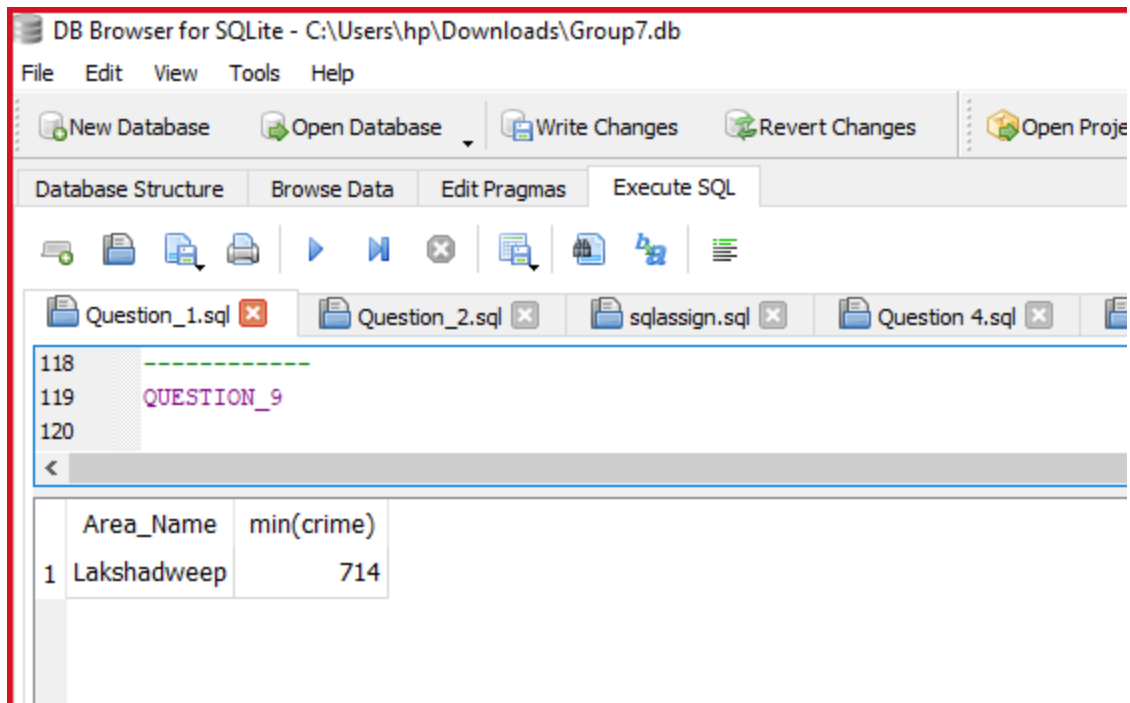 DB Browser for SQLite - C:\Users\hp\Downloads\Group7.db
File Edit View Tools Help
New Database Open Database Write Changes Revert Changes Open Proje
Database Structure Browse Data Edit Pragmas Execute SQL
Question_1.sql Question_2.sql sqlassign.sql Question 4.sql
118 ------------
119 QUESTION_9
120
Area_Name min(crime)
1 Lakshadweep 714